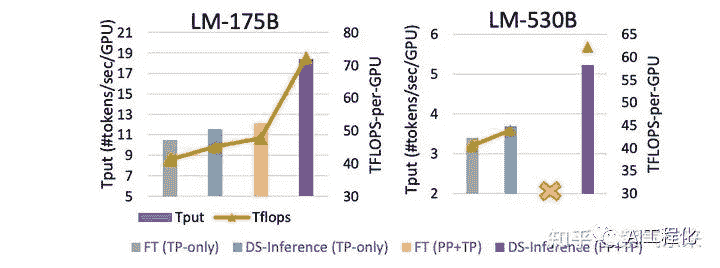 LM-175B
LM-530B
Tput (#tokens/sec/GPU)
21
19
17
15
13
11
9
7
5
80
70
60
50
40
30
TFLOPS-per-GPU
Tput (#tokens/sec/GPU)
6
5
4
3
2
65
60
55
50
45
40
35
30
TFLOPS-per-GPU
Tput
Tflops
FT (TP-only)
DS-Inference (TP-only)
FT (PP+TP)
DS-Inference (PP+TP)
知乎
AI工程化